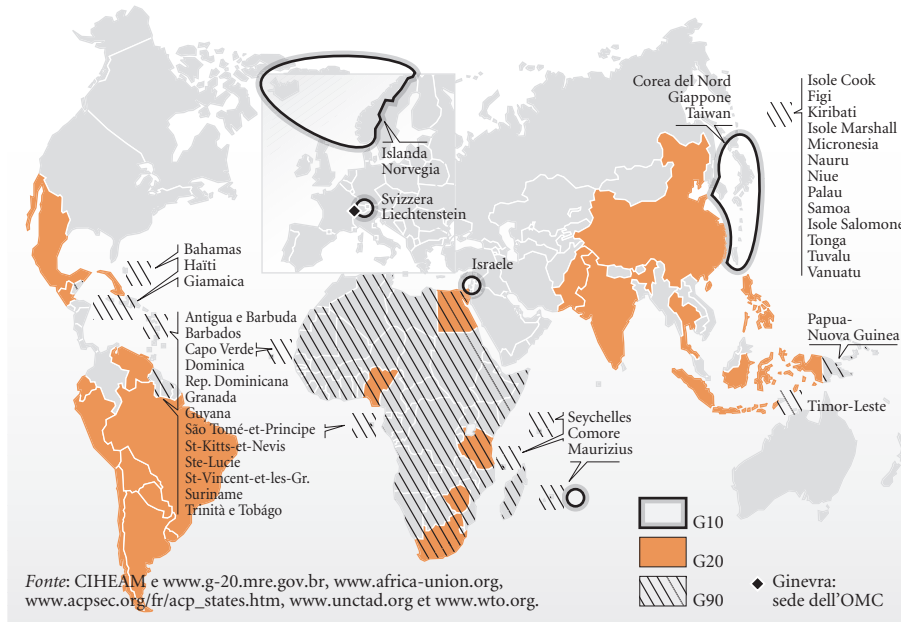 Corea del Nord
Giappone
Taiwan
Isole Cook
Figi
Kiribati
Isole Marshall
Micronesia
Nauru
Niue
Palau
Samoa
Isole Salomone
Tonga
Tuvalu
Vanuatu
Islanda
Norvegia
Svizzera
Liechtenstein
Israele
Bahamas
Haïti
Giamaica
Antigua e Barbuda
Barbados
Capo Verde
Dominica
Rep. Dominicana
Granada
Guyana
São Tomé-et-Principe
St-Kitts-et-Nevis
Ste-Lucie
St-Vincent-et-les-Gr.
Suriname
Trinità e Tobágo
Papua-
Nuova Guinea
Timor-Leste
Seychelles
Comore
Maurizius
G10
G20
G90
Ginevra:
sede dell'OMC
Fonte: CIHEAM e www.g-20.mre.gov.br, www.africa-union.org,
www.acpsec.org/fr/acp_states.htm, www.unctad.org et www.wto.org.